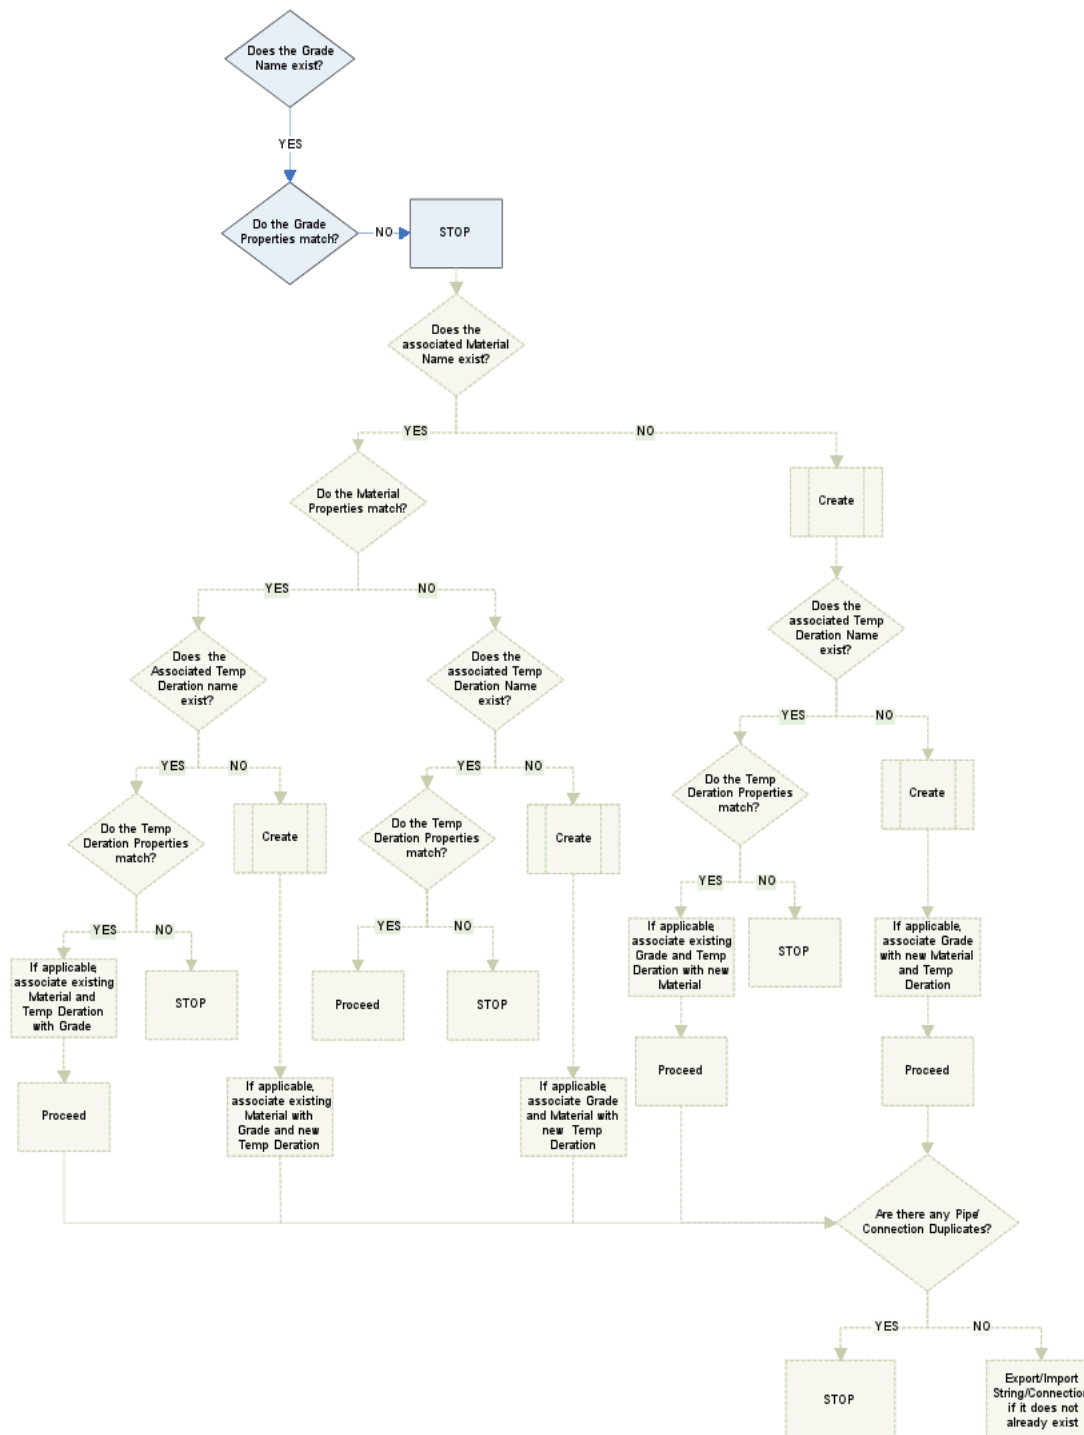 Does the Grade
Name exist?
YES
Do the Grade
Properties match?
NO
STOP
Does the
associated Material
Name exist?
YES
NO
Do the Material
Properties match?
Create
YES
NO
Does the
associated Temp
Deration Name
exist?
Does the
Associated Temp
Deration name
exist?
Does the
associated Temp
Deration Name
exist?
YES
NO
YES
NO
YES
NO
Do the Temp
Deration Properties
match?
Create
Do the Temp
Deration Properties
match?
Create
Do the Temp
Deration Properties
match?
Create
YES
NO
YES
NO
YES
NO
If applicable,
associate existing
Grade and Temp
Deration with new
Material
STOP
If applicable,
associate Grade
with new Material
and Temp
Deration
If applicable,
associate existing
Material and
Temp Deration
with Grade
STOP
Proceed
STOP
Proceed
Proceed
Proceed
If applicable,
associate existing
Material with
Grade and new
Temp Deration
If applicable,
associate Grade
and Material with
new Temp
Deration
Are there any Pipe/
Connection Duplicates?
YES
NO
STOP
Export/Import
String/Connection
if it does not
already exist